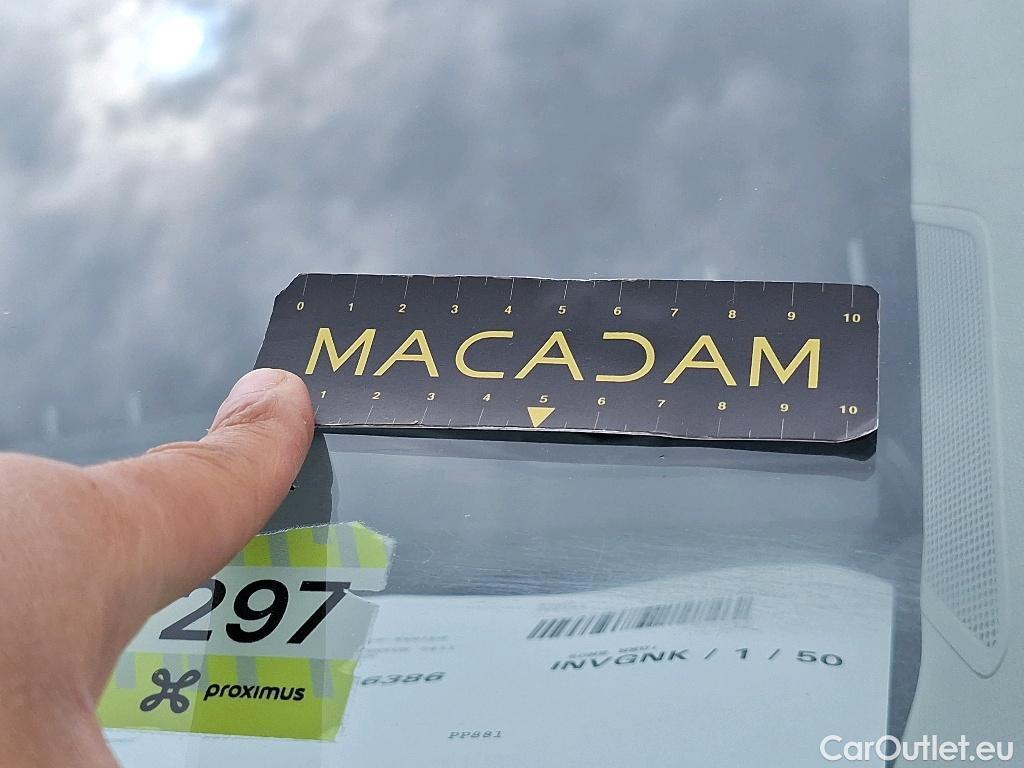 0 1 2 3 4 5 6 7 8 9 10
MACADAM
1 2 3 4 5 6 7 8 9 10
297
proximus
6386
INVGNK / 1 / 50
PP881
CarOutlet.eu